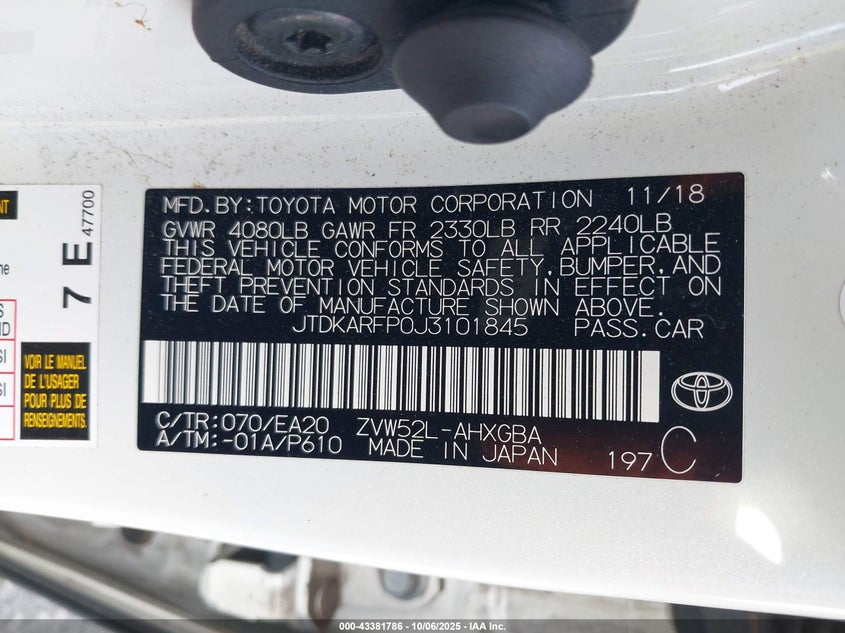 MFD.BY:TOYOTA MOTOR CORPORATION 11/18
GVWR 4080LB GAWR FR 2330LB RR 2240LB
THIS VEHICLE CONFORMS TO ALL APPLICABLE
FEDERAL MOTOR VEHICLE SAFETY,BUMPER,AND
THEFT PREVENTION STANDARDS IN EFFECT ON
THE DATE OF MANUFACTURE SHOWN ABOVE.
JTDKARFP0J3101845 PASS.CAR
C/TR:070/EA20 ZVW52L-AHXGBA
A/TM:-01A/P610 MADE IN JAPAN 197 C
7 E 47700
VOIR LE MANUEL
DE L'USAGER
POUR PLUS DE
RENSEIGNEMENTS.
000-43381786 - 10/06/2025 - IAA Inc.